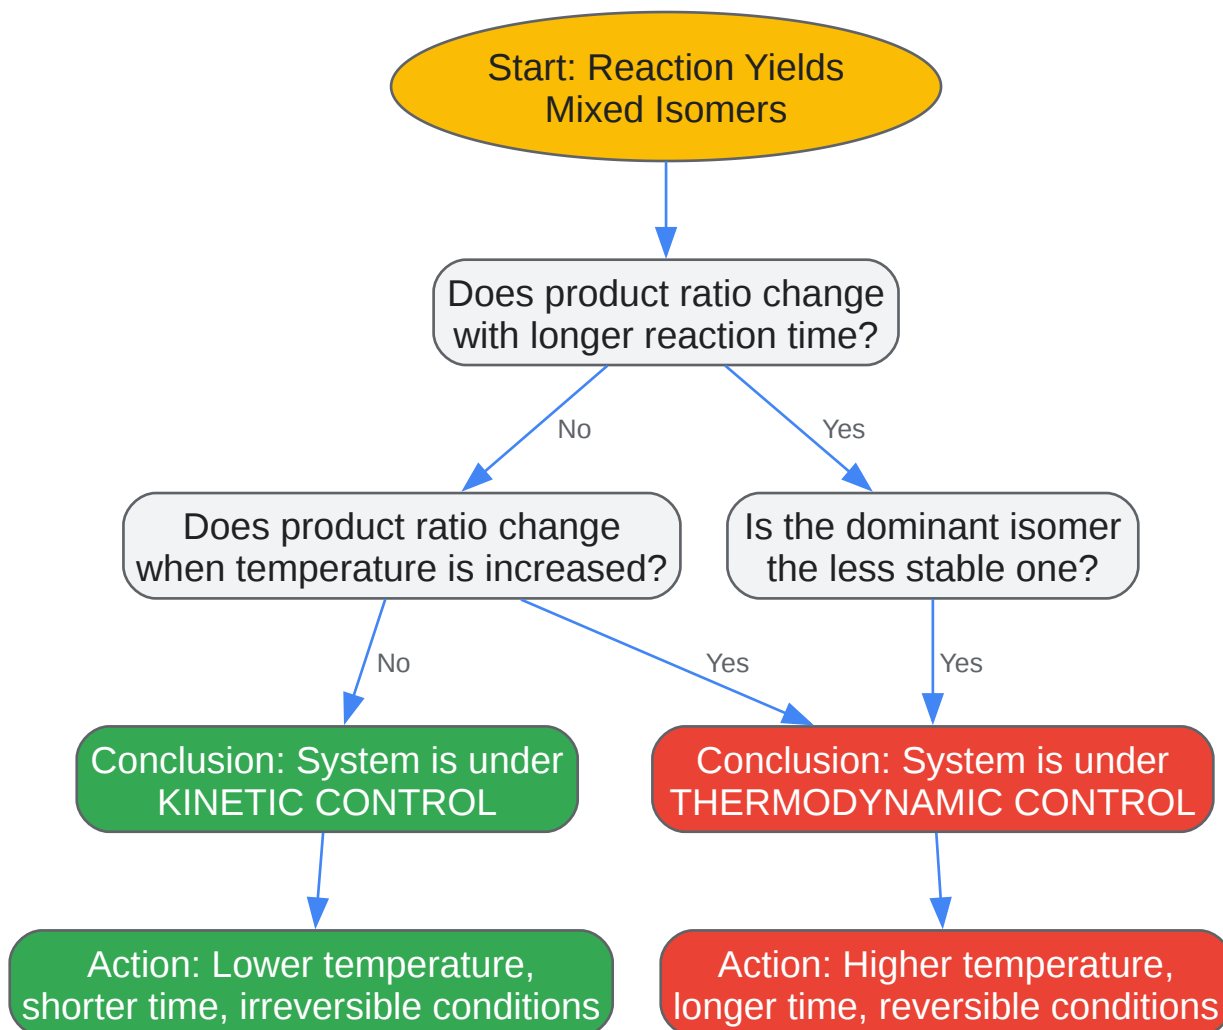 Start: Reaction Yields
Mixed Isomers
Does product ratio change
with longer reaction time?
No
Yes
Does product ratio change
when temperature is increased?
Is the dominant isomer
the less stable one?
No
Yes
Yes
Conclusion: System is under
KINETIC CONTROL
Conclusion: System is under
THERMODYNAMIC CONTROL
Action: Lower temperature,
shorter time, irreversible conditions
Action: Higher temperature,
longer time, reversible conditions